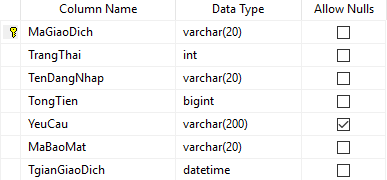 Column Name Data Type Allow Nulls
MaGiaoDich varchar(20)
TrangThai int
TenDangNhap varchar(20)
TongTien bigint
YeuCau varchar(200)
MaBaoMat varchar(20)
TgianGiaoDich datetime